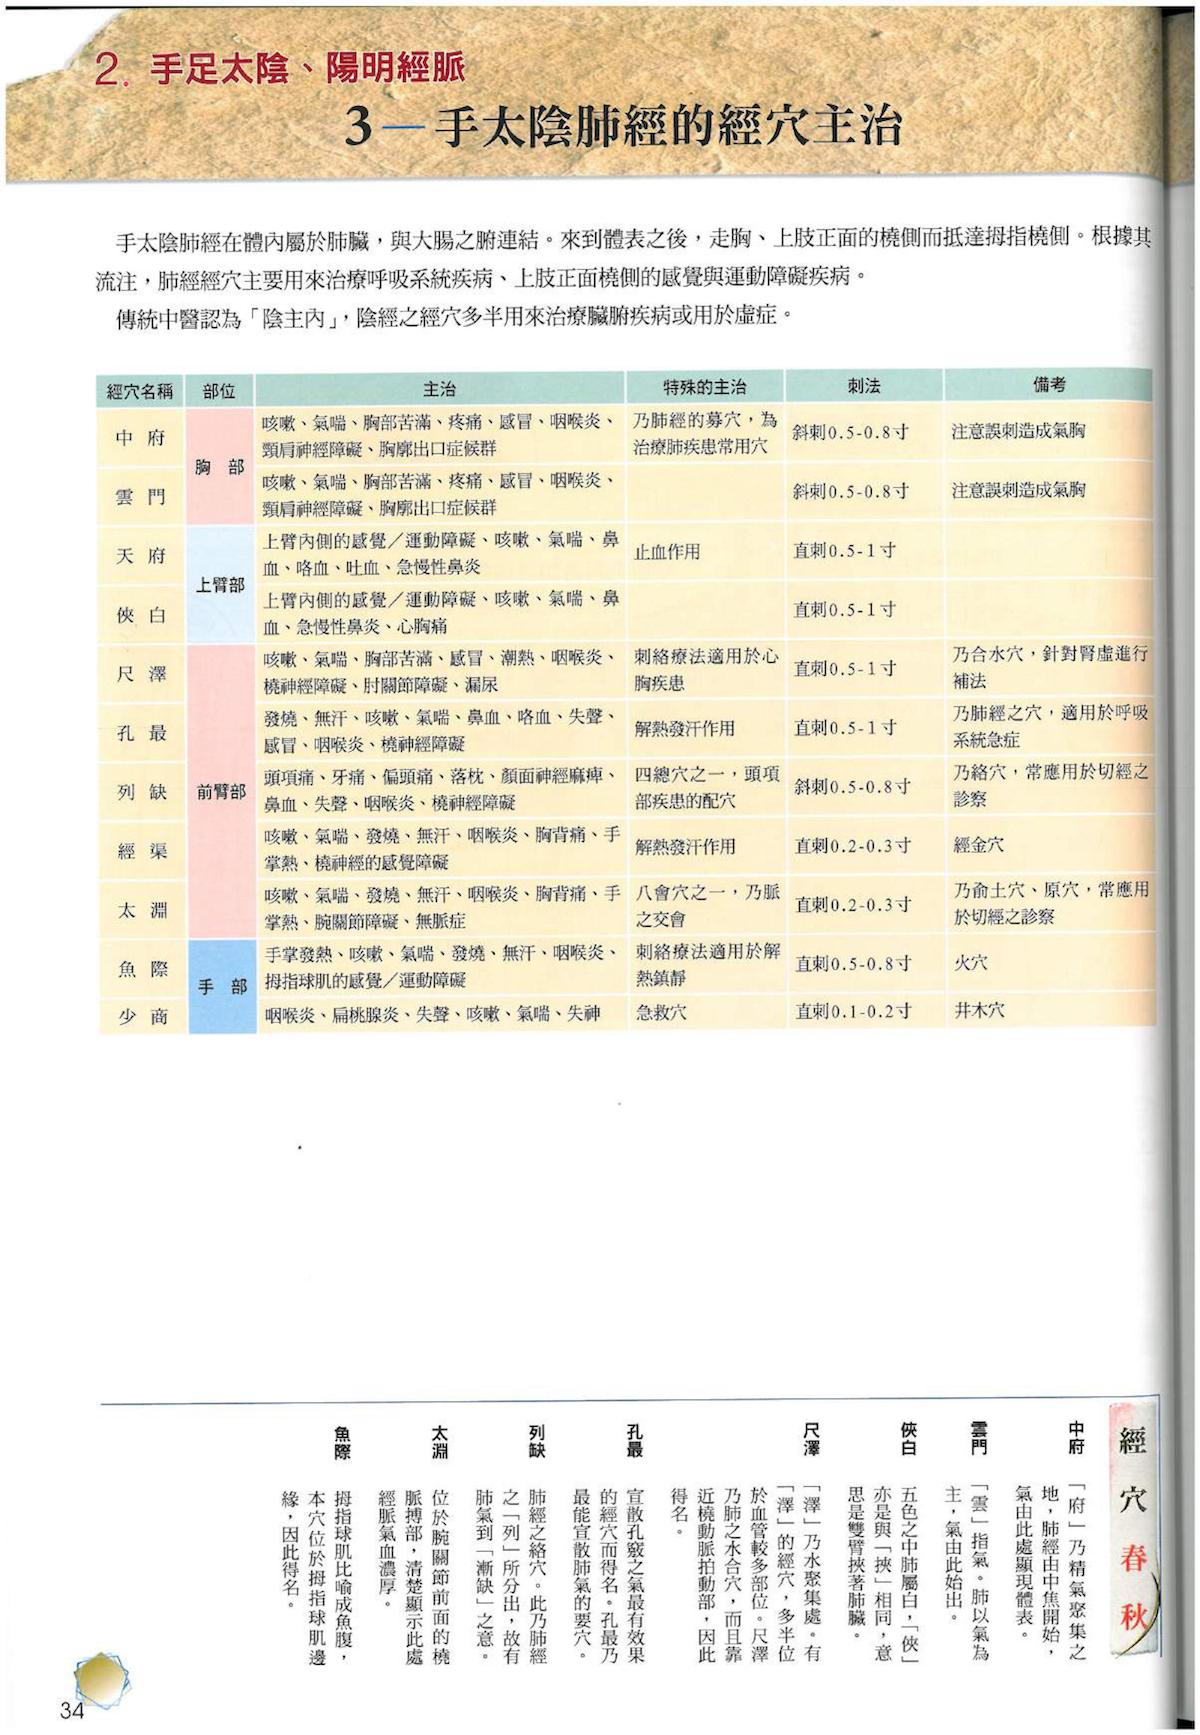 2. 手足太陰、陽明經脈
3—手太陰肺經的經穴主治
手太陰肺經在體內屬於肺臟，與大腸之腑連結。來到體表之後，走胸、上肢正面的橈側而抵達拇指橈側。根據其
流注，肺經經穴主要用來治療呼吸系統疾病、上肢正面橈側的感覺與運動障礙疾病。
傳統中醫認為「陰主內」，陰經之經穴多半用來治療臟腑疾病或用於虛症。
經穴名稱 部位 主治 特殊的主治 刺法 備考
中府 胸部 咳嗽、氣喘、胸部苦滿、疼痛、感冒、咽喉炎、
頸肩神經障礙、胸廓出口症候群
乃肺經的募穴，為
治療肺疾患常用穴
斜刺0.5-0.8寸 注意誤刺造成氣胸
雲門 咳嗽、氣喘、胸部苦滿、疼痛、感冒、咽喉炎、
頸肩神經障礙、胸廓出口症候群
斜刺0.5-0.8寸 注意誤刺造成氣胸
天府 上臂部 上臂內側的感覺／運動障礙、咳嗽、氣喘、鼻
血、咯血、吐血、急慢性鼻炎
止血作用 直刺0.5-1寸
俠白 上臂內側的感覺／運動障礙、咳嗽、氣喘、鼻
血、急慢性鼻炎、心胸痛
直刺0.5-1寸
尺澤 前臂部 咳嗽、氣喘、胸部苦滿、感冒、潮熱、咽喉炎、
橈神經障礙、肘關節障礙、漏尿
刺絡療法適用於心
胸疾患
直刺0.5-1寸
乃合水穴，針對腎虛進行
補法
孔最 發燒、無汗、咳嗽、氣喘、鼻血、咯血、失聲、
感冒、咽喉炎、橈神經障礙
解熱發汗作用 直刺0.5-1寸
乃肺經之穴，適用於呼吸
系統急症
列缺 頭項痛、牙痛、偏頭痛、落枕、顏面神經麻痺、
鼻血、失聲、咽喉炎、橈神經障礙
四總穴之一，頭項
部疾患的配穴
斜刺0.5-0.8寸
乃絡穴，常應用於切經之
診察
經渠 咳嗽、氣喘、發燒、無汗、咽喉炎、胸背痛、手
掌熱、橈神經的感覺障礙
解熱發汗作用 直刺0.2-0.3寸 經金穴
太淵 咳嗽、氣喘、發燒、無汗、咽喉炎、胸背痛、手
掌熱、腕關節障礙、無脈症
八會穴之一，乃脈
之交會
直刺0.2-0.3寸
乃俞土穴、原穴，常應用
於切經之診察
魚際 手部 手掌發熱、咳嗽、氣喘、發燒、無汗、咽喉炎、
拇指球肌的感覺／運動障礙
刺絡療法適用於解
熱鎮靜
直刺0.5-0.8寸 火穴
少商 咽喉炎、扁桃腺炎、失聲、咳嗽、氣喘、失神 急救穴 直刺0.1-0.2寸 井木穴
經穴春秋
中府 「府」乃精氣聚集之
地，肺經由中焦開始，
氣由此處顯現體表。
雲門 「雲」指氣。肺以氣為
主，氣由此始出。
俠白 五色之中肺屬白，「俠」
亦是與「挾」相同，意
思是雙臂挾著肺臟。
尺澤 「澤」乃水聚集處。有
「澤」的經穴，多半位
於血管較多部位。尺澤
乃肺之水合穴，而且靠
近橈動脈拍動部，因此
得名。
孔最 宣散孔竅之氣最有效果
的經穴而得名。孔最乃
最能宣散肺氣的要穴。
列缺 肺經之絡穴。此乃肺經
之「列」所分出，故有
肺氣到「漸缺」之意。
太淵 位於腕關節前面的橈
脈搏部，清楚顯示此處
經脈氣血濃厚。
魚際 拇指球肌比喻成魚腹，
本穴位於拇指球肌邊
緣，因此得名。
34